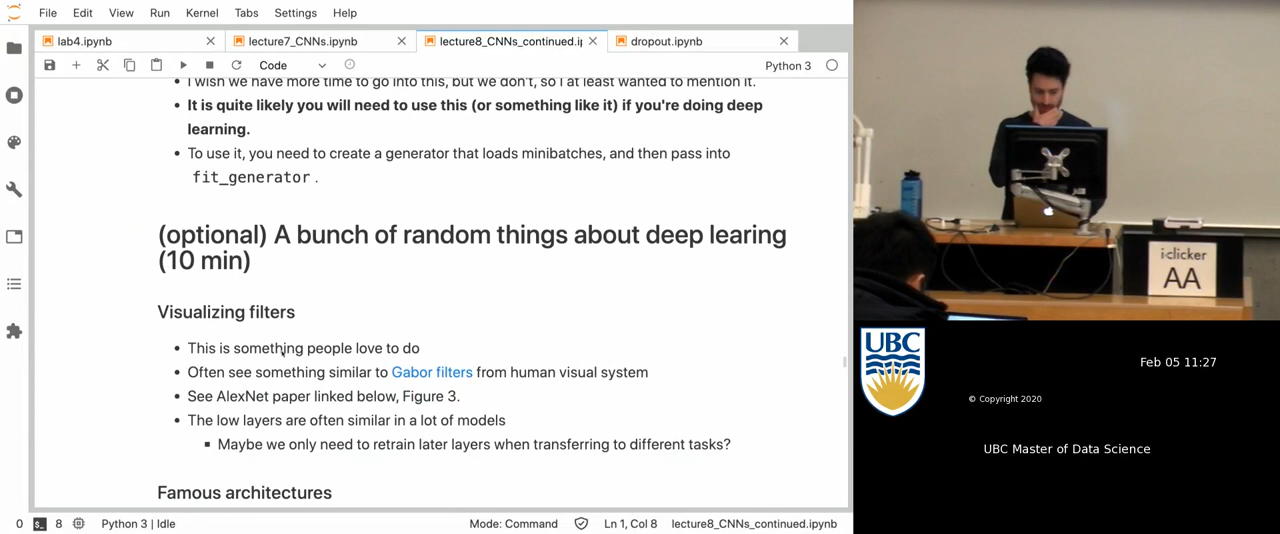 File Edit View Run Kernel Tabs Settings Help
lab4.ipynb lecture7_CNNs.ipynb lecture8_CNNs_continued.ip dropout.ipynb
Code Python 3
I wish we have more time to go into this, but we don't, so I at least wanted to mention it.
It is quite likely you will need to use this (or something like it) if you're doing deep
learning.
To use it, you need to create a generator that loads minibatches, and then pass into
fit_generator .
(optional) A bunch of random things about deep learing
(10 min)
Visualizing filters
This is something people love to do
Often see something similar to Gabor filters from human visual system
See AlexNet paper linked below, Figure 3.
The low layers are often similar in a lot of models
Maybe we only need to retrain later layers when transferring to different tasks?
Famous architectures
0 8 Python 3 | Idle Mode: Command Ln 1, Col 8 lecture8_CNNs_continued.ipynb
i>clicker
AA
UBC
Feb 05 11:27
© Copyright 2020
UBC Master of Data Science